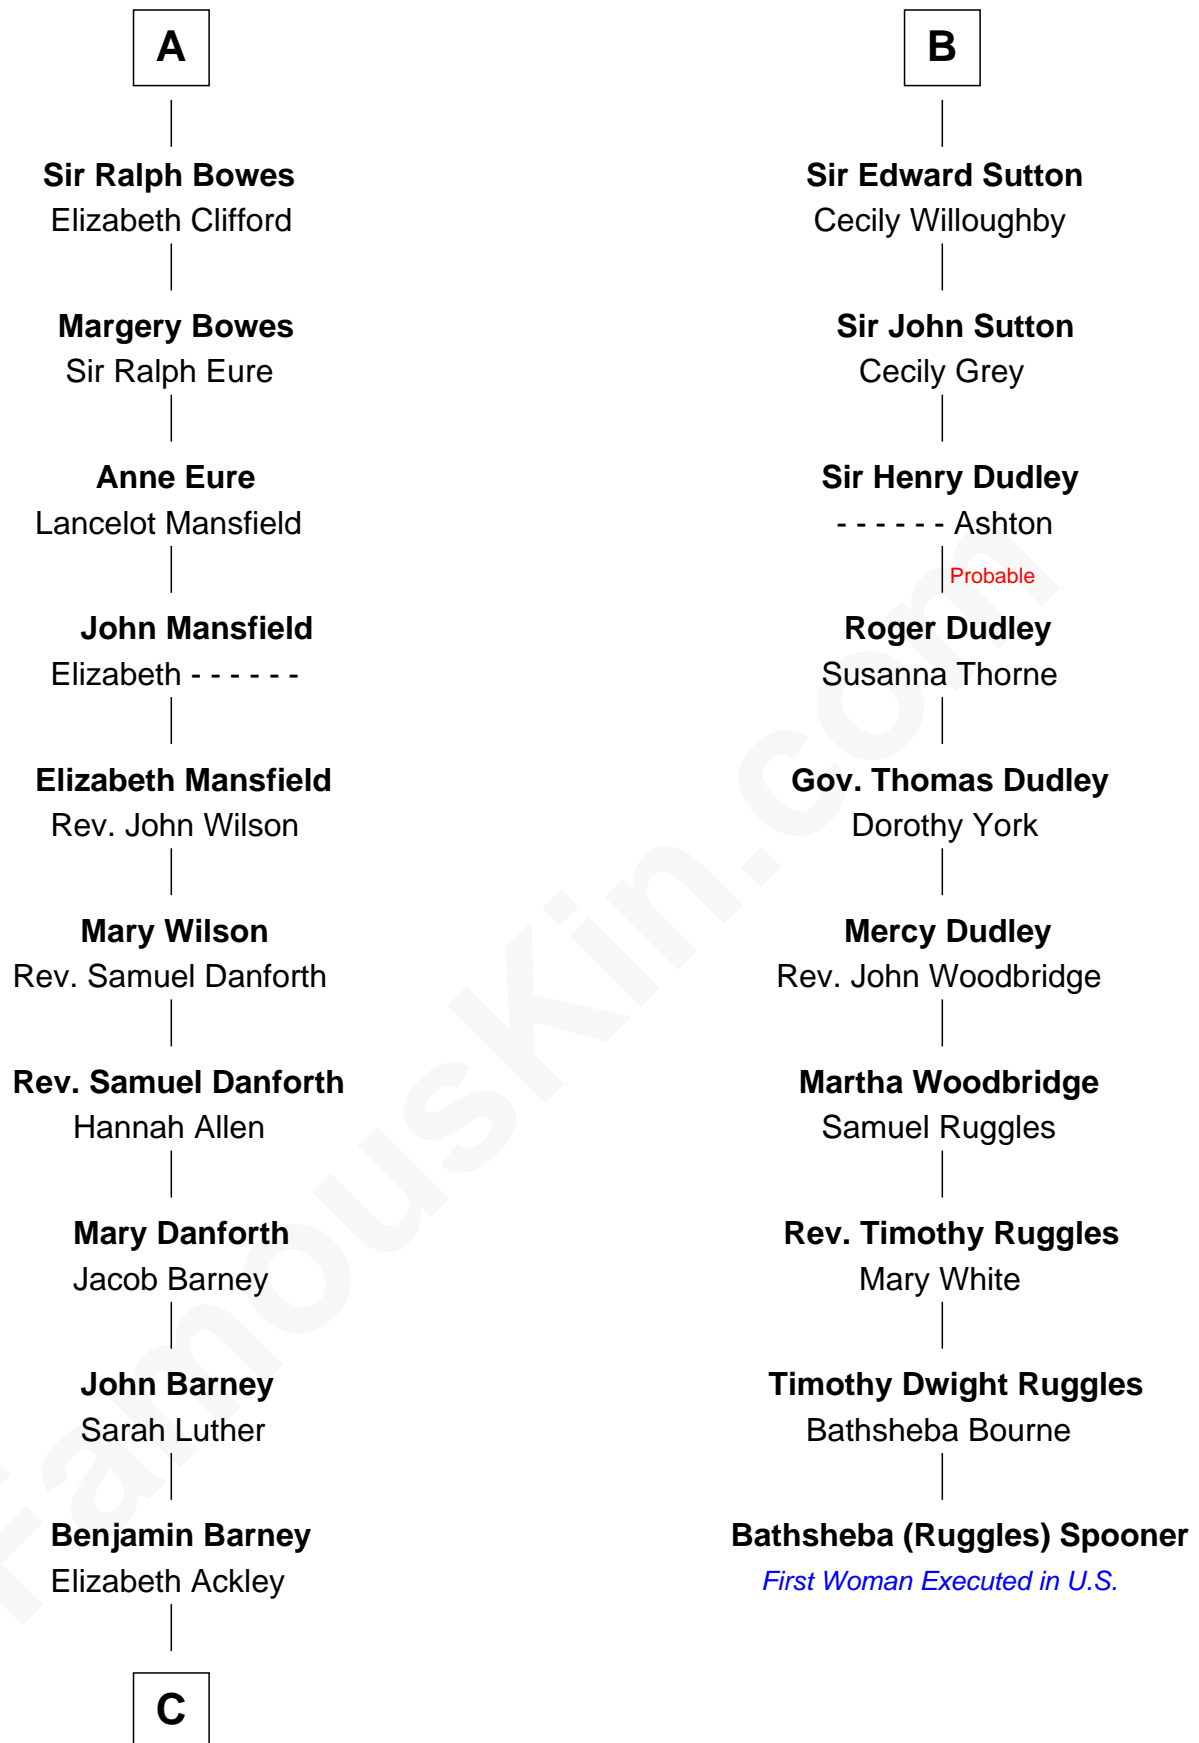 A
Sir Ralph Bowes
Elizabeth Clifford
Margery Bowes
Sir Ralph Eure
Anne Eure
Lancelot Mansfield
John Mansfield
Elizabeth - - - - - -
Elizabeth Mansfield
Rev. John Wilson
Mary Wilson
Rev. Samuel Danforth
Rev. Samuel Danforth
Hannah Allen
Mary Danforth
Jacob Barney
John Barney
Sarah Luther
Benjamin Barney
Elizabeth Ackley
C
B
Sir Edward Sutton
Cecily Willoughby
Sir John Sutton
Cecily Grey
Sir Henry Dudley
- - - - - - Ashton
Probable
Roger Dudley
Susanna Thorne
Gov. Thomas Dudley
Dorothy York
Mercy Dudley
Rev. John Woodbridge
Martha Woodbridge
Samuel Ruggles
Rev. Timothy Ruggles
Mary White
Timothy Dwight Ruggles
Bathsheba Bourne
Bathsheba (Ruggles) Spooner
First Woman Executed in U.S.
FamousKin.com